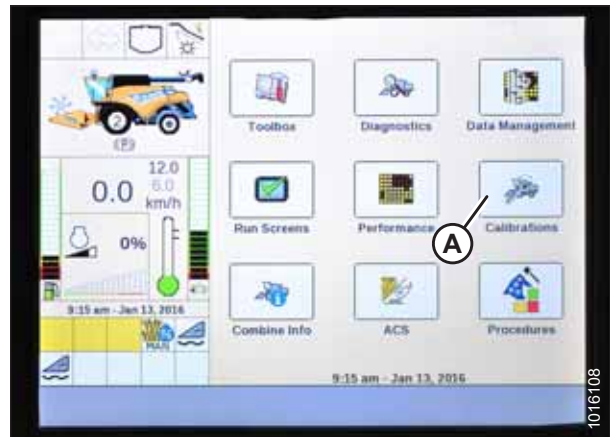 Toolbox
Diagnostics
Data Management
2
(P)
12.0
6.0
0.0
km/h
Run Screens
Performance
Calibrations
A
0%
9:15 am - Jan 13, 2016
Combine Info
ACS
Procedures
MAN
9:15 am - Jan 13, 2016
1016108